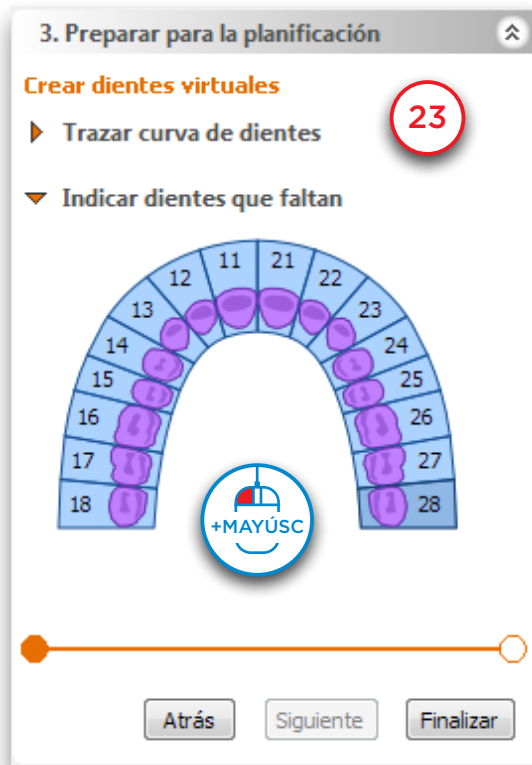 3. Preparar para la planificación
Crear dientes virtuales
23
Trazar curva de dientes
Indicar dientes que faltan
11 21
12 22
13 23
14 24
15 25
16 26
17 27
18 28
+MAYÚSC
Atrás Siguiente Finalizar